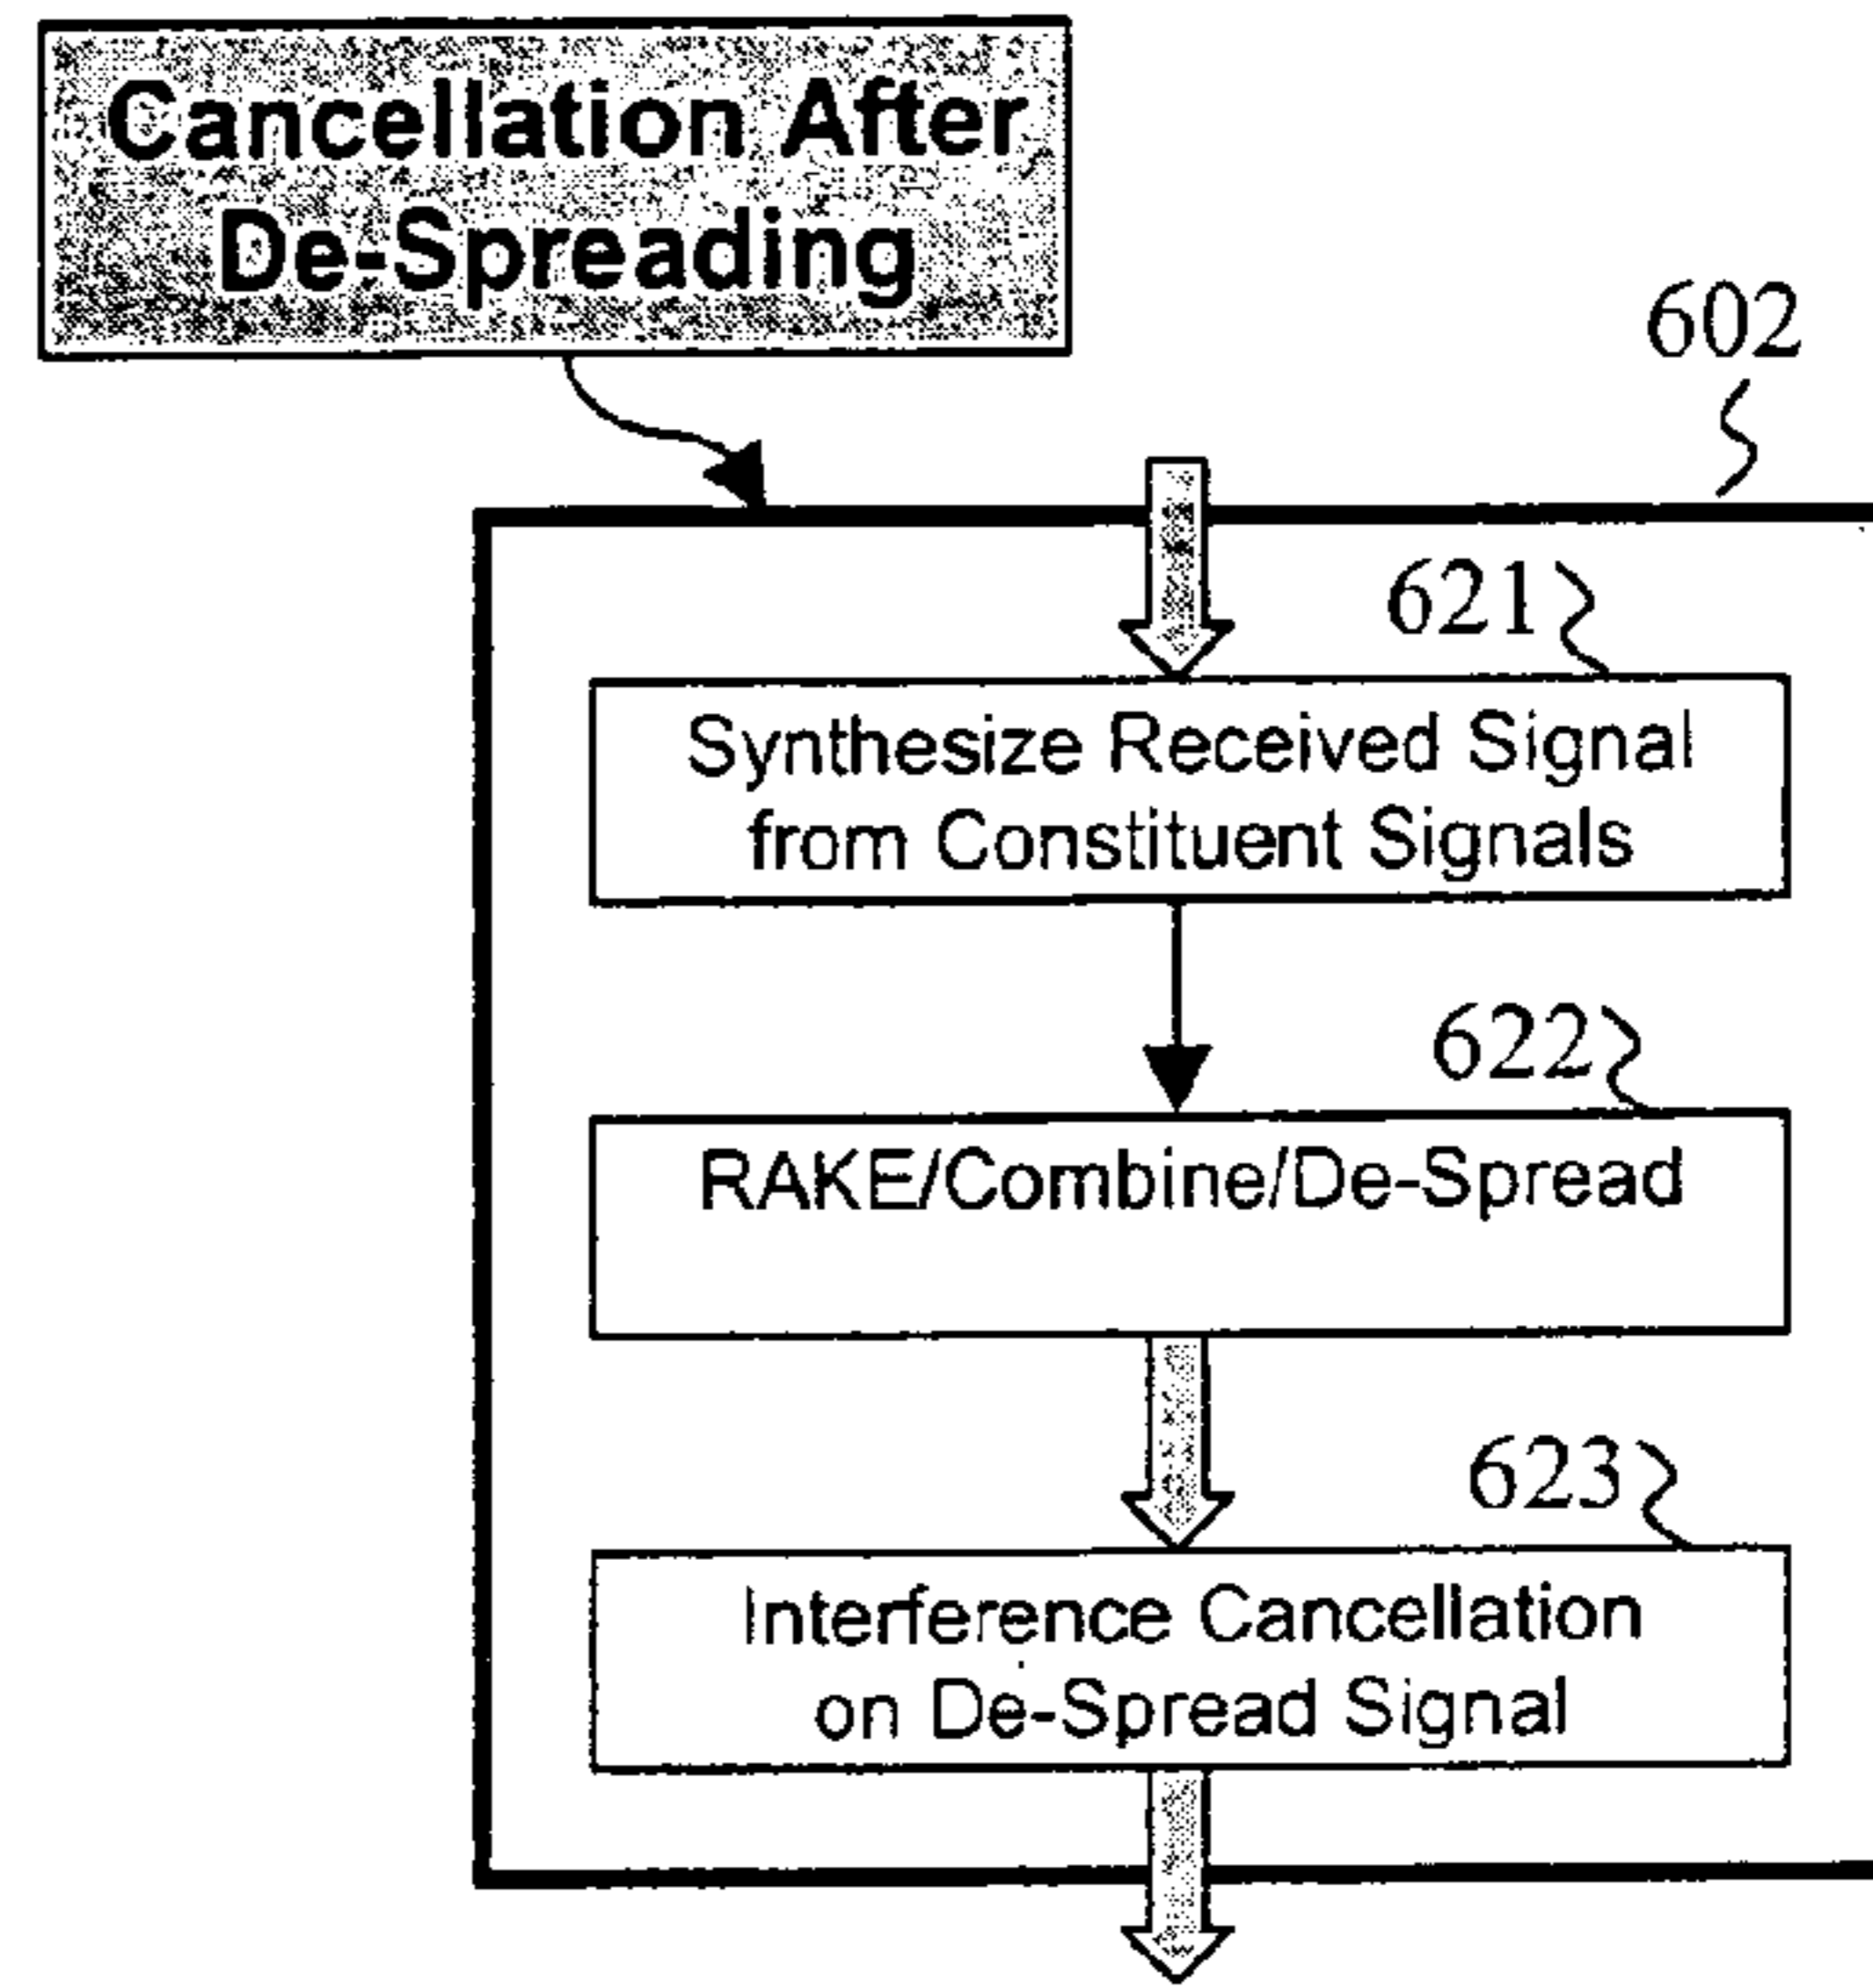 Cancellation After
De-Spreading
602
621
Synthesize Received Signal
from Constituent Signals
622
RAKE/Combine/De-Spread
623
Interference Cancellation
on De-Spread Signal